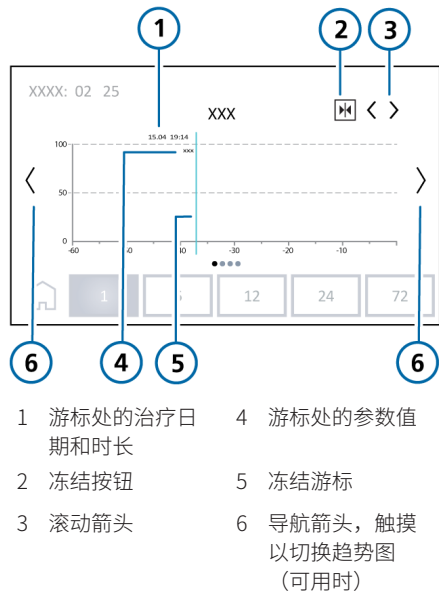 1
2
3
XXXX: 02 25
XXX
15.04 19:14
100
xxx
50
0
-60
-30
-20
-10
1
12
24
72
6
4
5
6
1 游标处的治疗日
期和时长
2 冻结按钮
3 滚动箭头
4 游标处的参数值
5 冻结游标
6 导航箭头，触摸
以切换趋势图
（可用时）